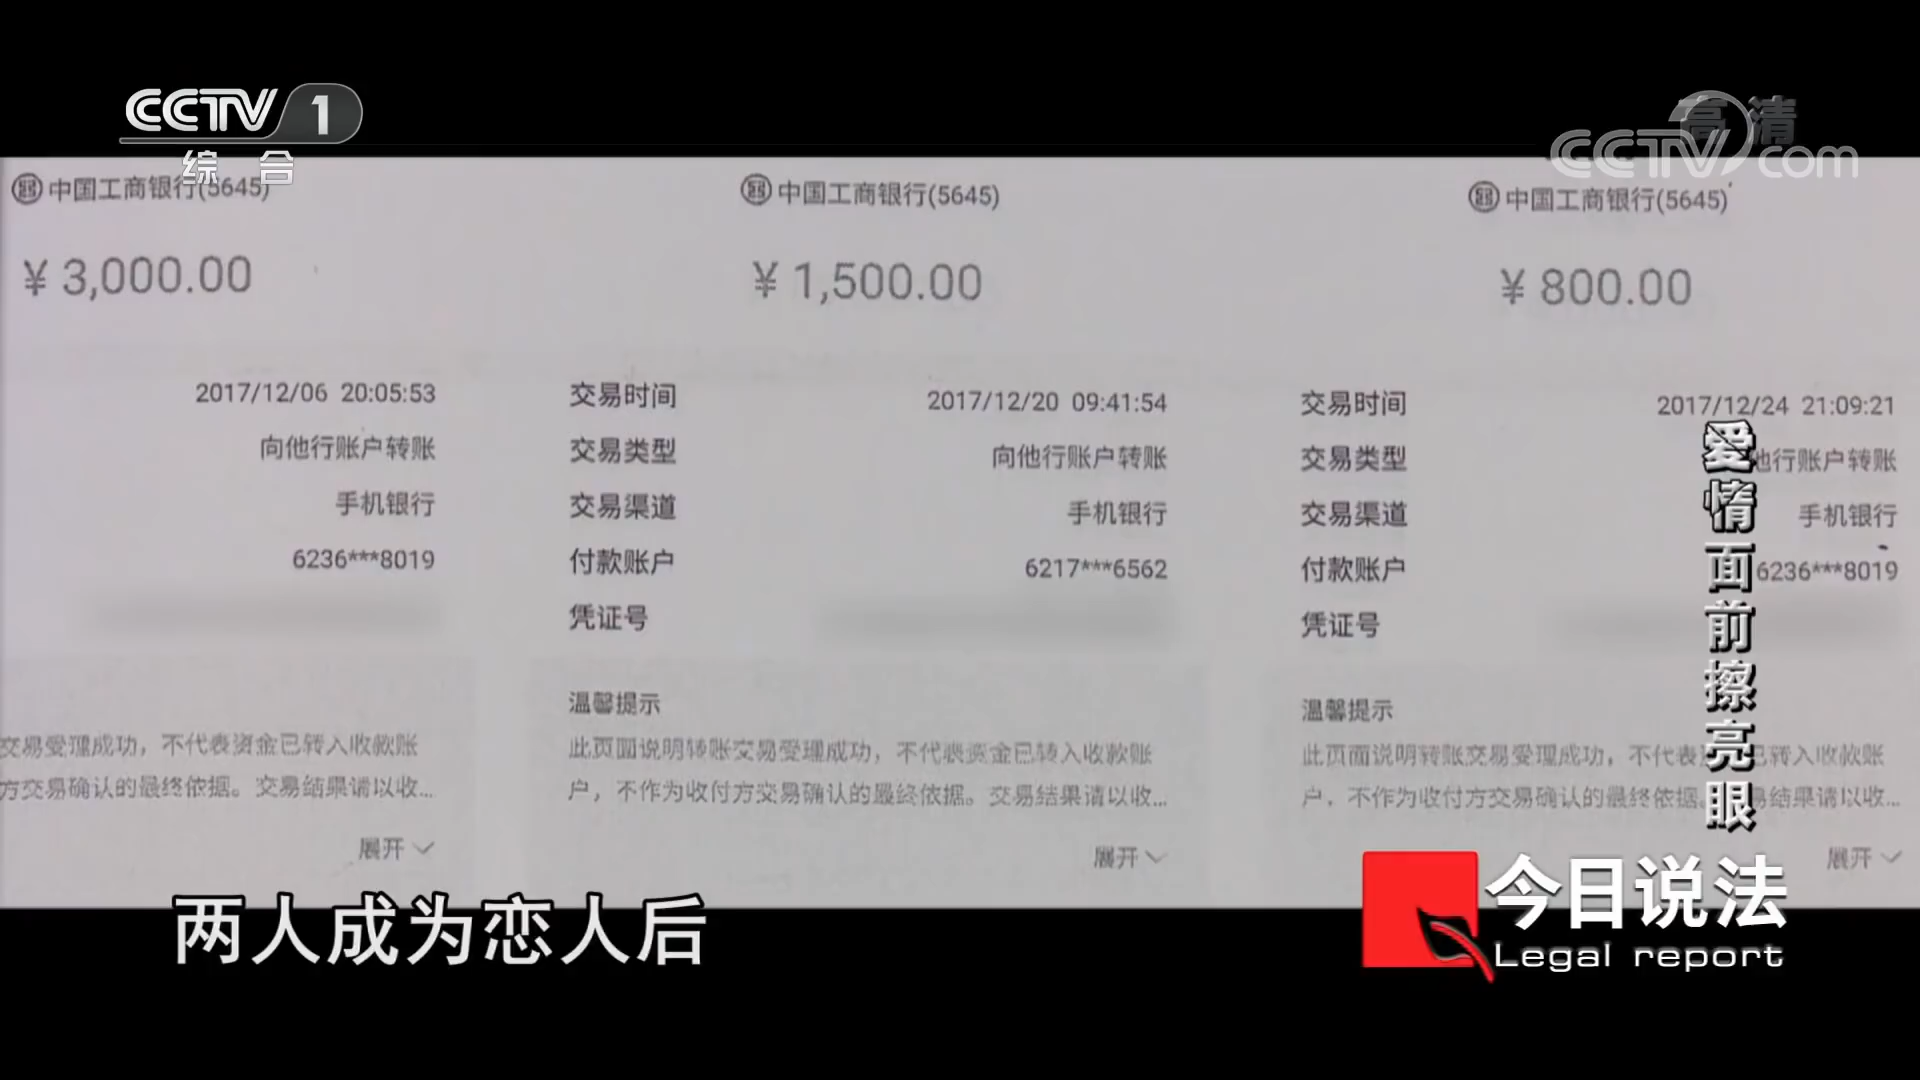 CCTV 1
综合
高清
CCTV.com
中国工商银行(5645)
¥ 3,000.00
2017/12/06 20:05:53
向他行账户转账
手机银行
6236***8019
交易受理成功，不代表资金已转入收款账
方交易确认的最终依据。交易结果请以收...
展开
中国工商银行(5645)
¥ 1,500.00
交易时间 2017/12/20 09:41:54
交易类型 向他行账户转账
交易渠道 手机银行
付款账户 6217***6562
凭证号
温馨提示
此页面说明转账交易受理成功，不代表资金已转入收款账
户，不作为收付方交易确认的最终依据。交易结果请以收...
展开
中国工商银行(5645)
¥ 800.00
交易时间 2017/12/24 21:09:21
交易类型 他行账户转账
交易渠道 手机银行
付款账户 6236***8019
凭证号
温馨提示
此页面说明转账交易受理成功，不代表资已转入收款账
户，不作为收付方交易确认的最终依据。易结果请以收...
展开
爱情面前擦亮眼
两人成为恋人后
今日说法
Legal report